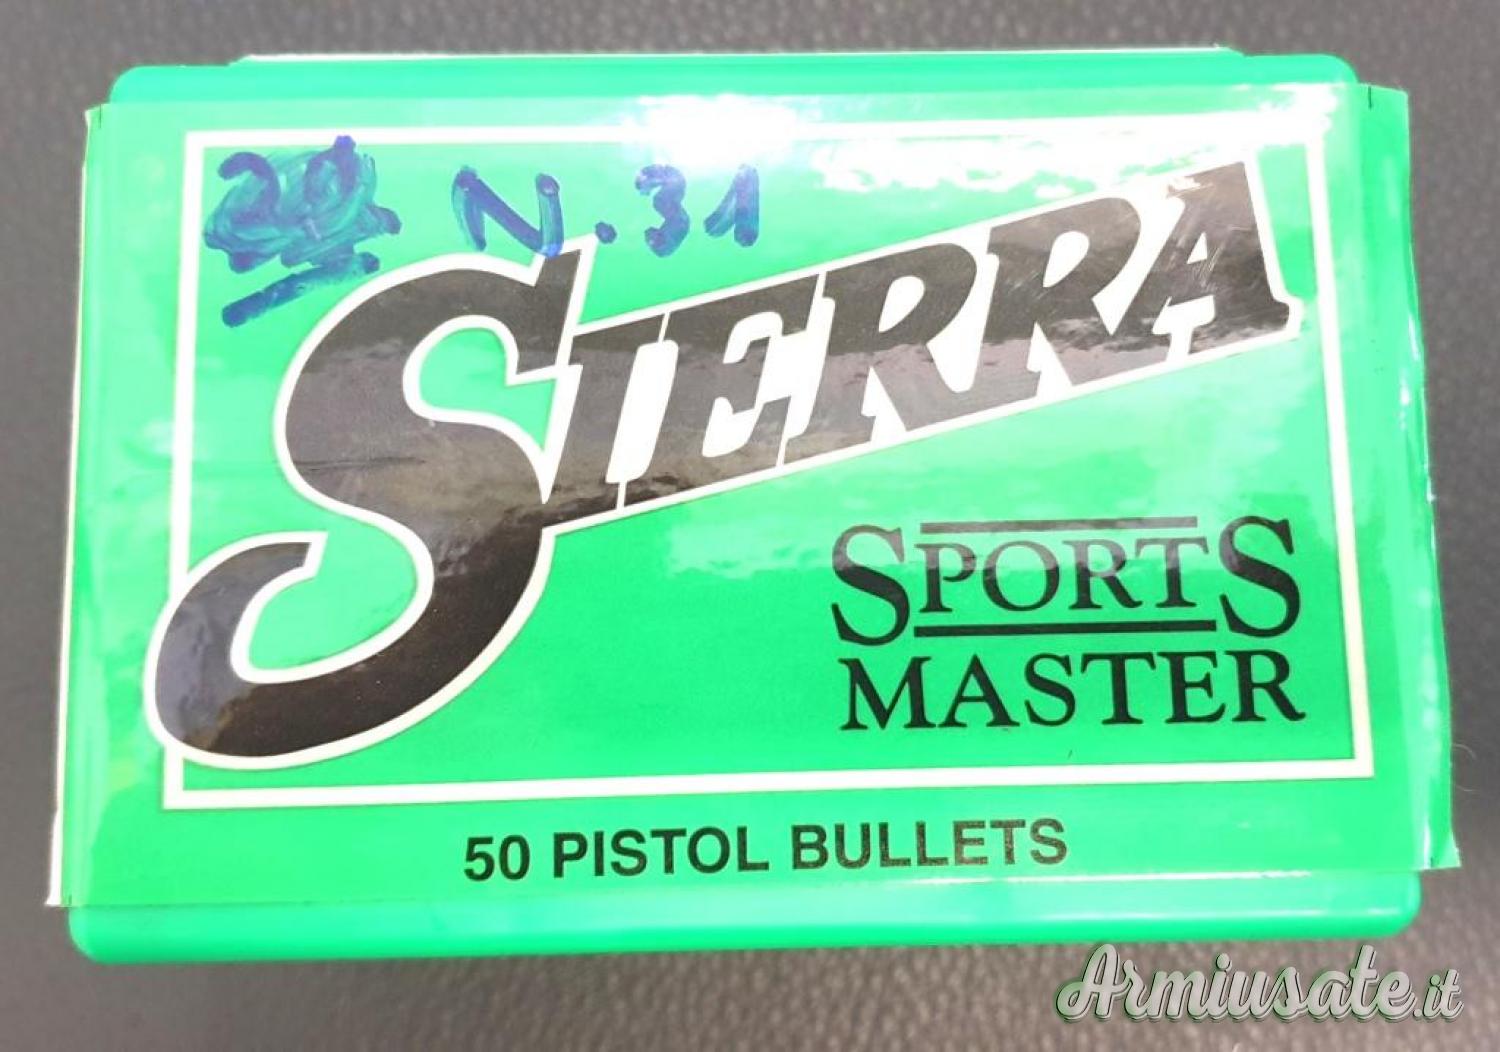 N. 31
SIERRA
SPORTS
MASTER
50 PISTOL BULLETS
Armiusate.it